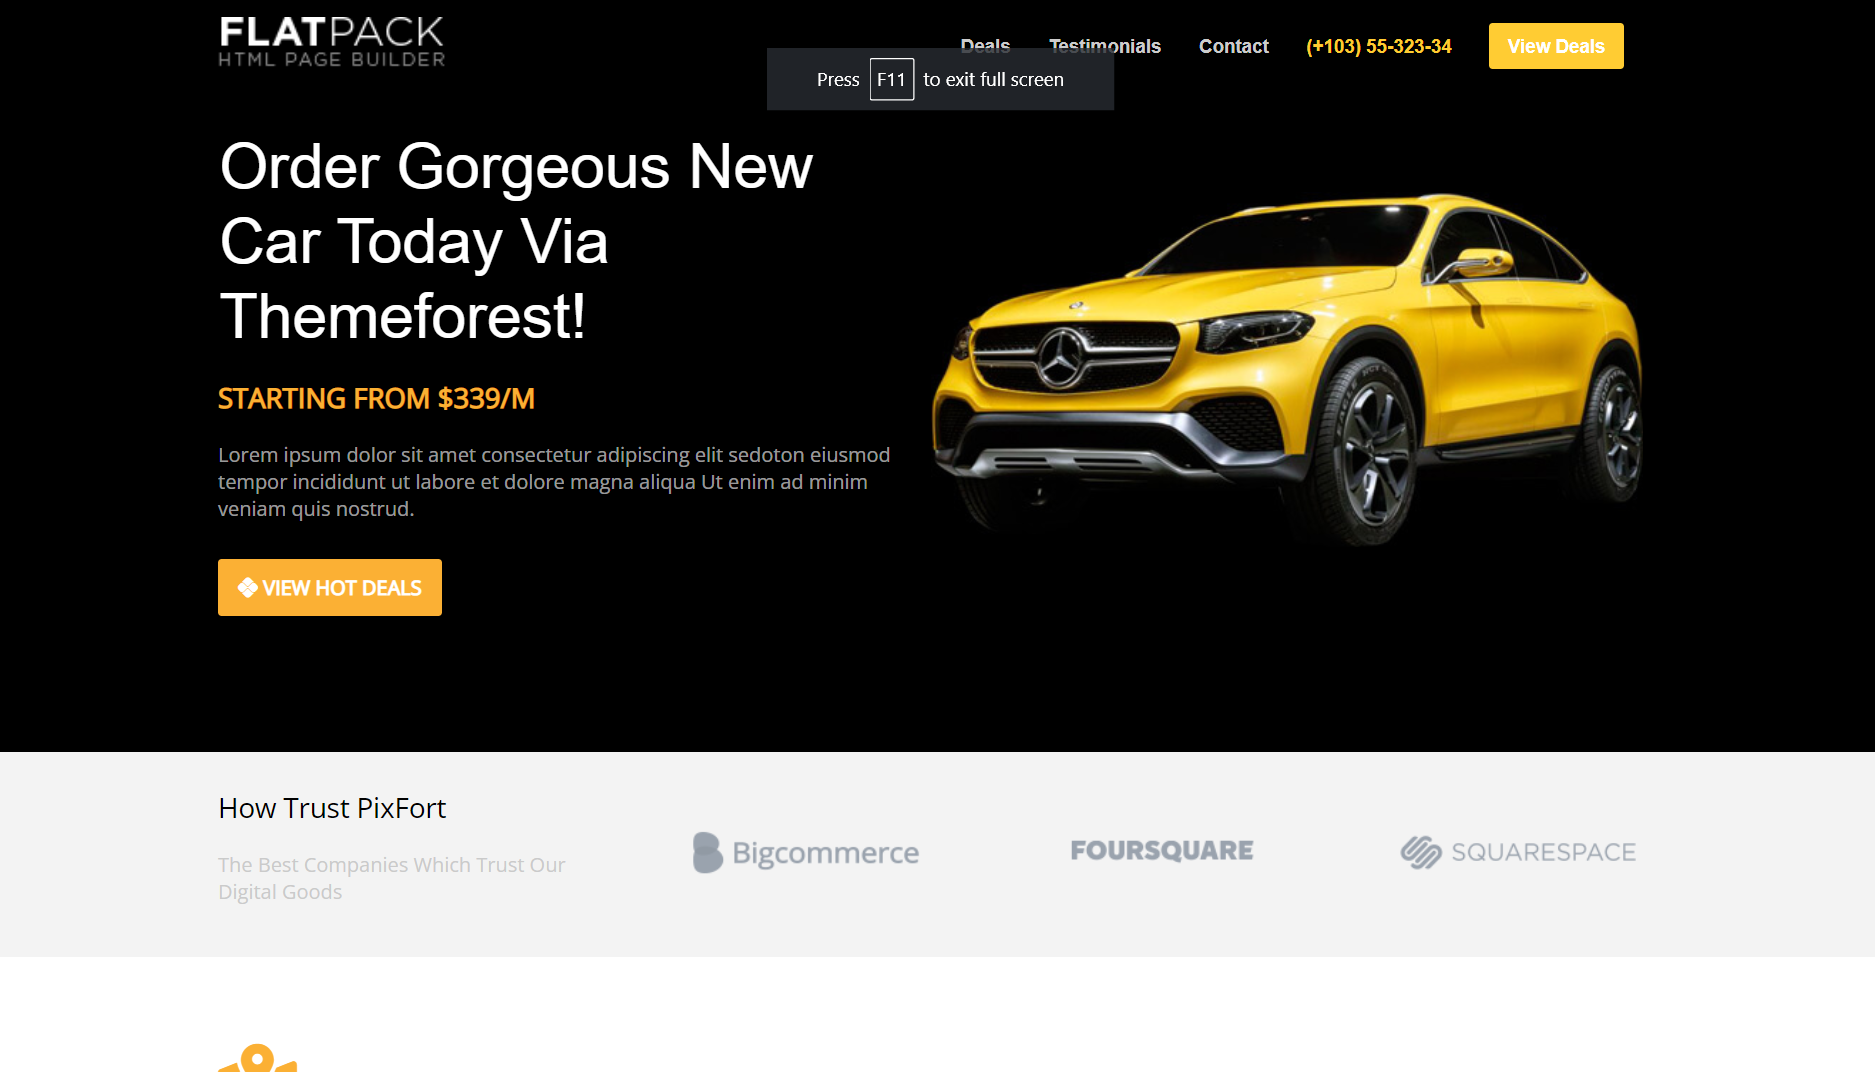 FLATPACK
HTML PAGE BUILDER
Deals
Testimonials
Contact
(+103) 55-323-34
View Deals
Press F11 to exit full screen
Order Gorgeous New
Car Today Via
Themeforest!
STARTING FROM $339/M
Lorem ipsum dolor sit amet consectetur adipiscing elit sedoton eiusmod
tempor incididunt ut labore et dolore magna aliqua Ut enim ad minim
veniam quis nostrud.
VIEW HOT DEALS
How Trust PixFort
The Best Companies Which Trust Our
Digital Goods
Bigcommerce
FOURSQUARE
SQUARESPACE